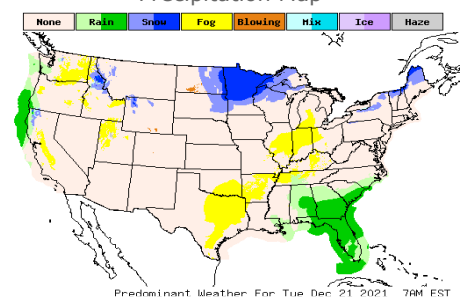 Precipitation Map
None Rain Snow Fog Blowing Mix Ice Haze
Predominant Weather For Tue Dec 21 2021 7AM EST